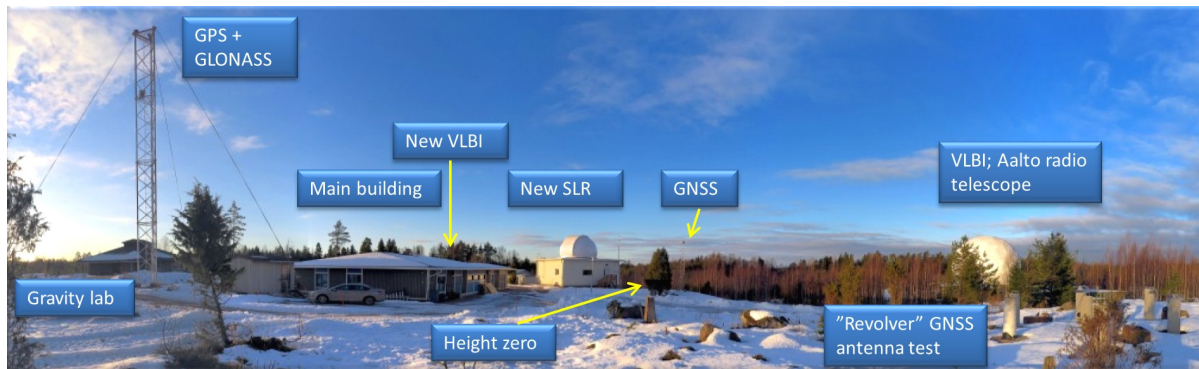 GPS +
GLONASS
New VLBI
Main building
New SLR
GNSS
VLBI; Aalto radio
telescope
Gravity lab
Height zero
”Revolver” GNSS
antenna test